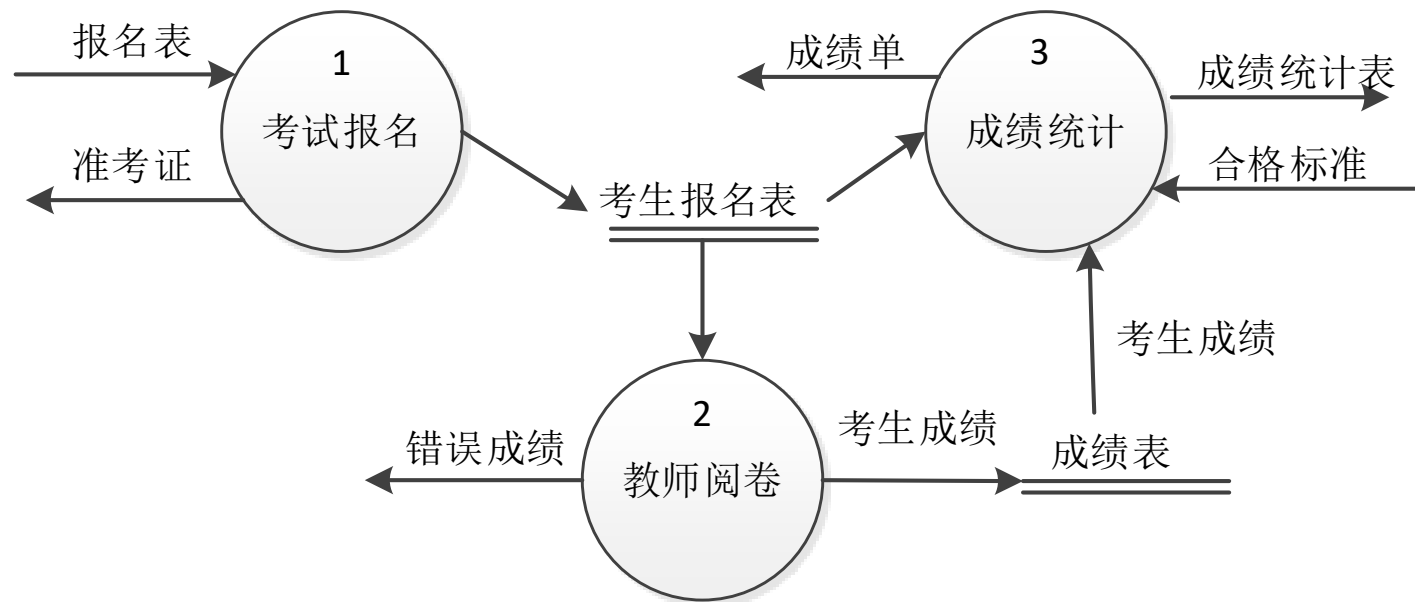 报名表
1
考试报名
准考证
考生报名表
成绩单
3
成绩统计
成绩统计表
合格标准
考生成绩
2
教师阅卷
错误成绩
考生成绩
成绩表